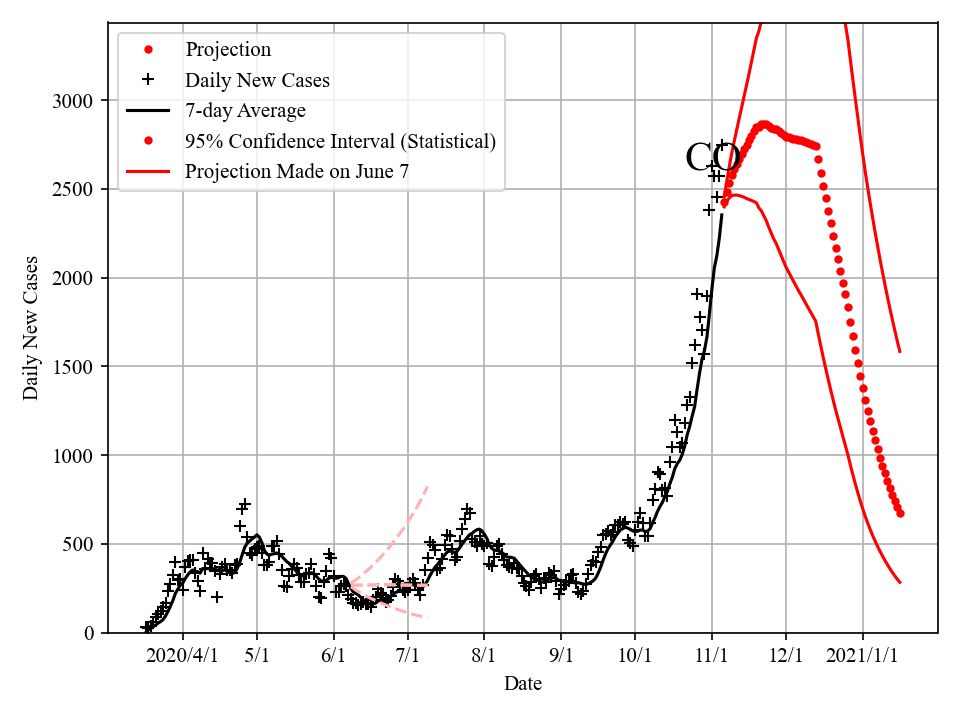 Projection
Daily New Cases
7-day Average
95% Confidence Interval (Statistical)
Projection Made on June 7
CO
3000
2500
2000
1500
1000
500
0
Daily New Cases
2020/4/1 5/1 6/1 7/1 8/1 9/1 10/1 11/1 12/1 2021/1/1
Date